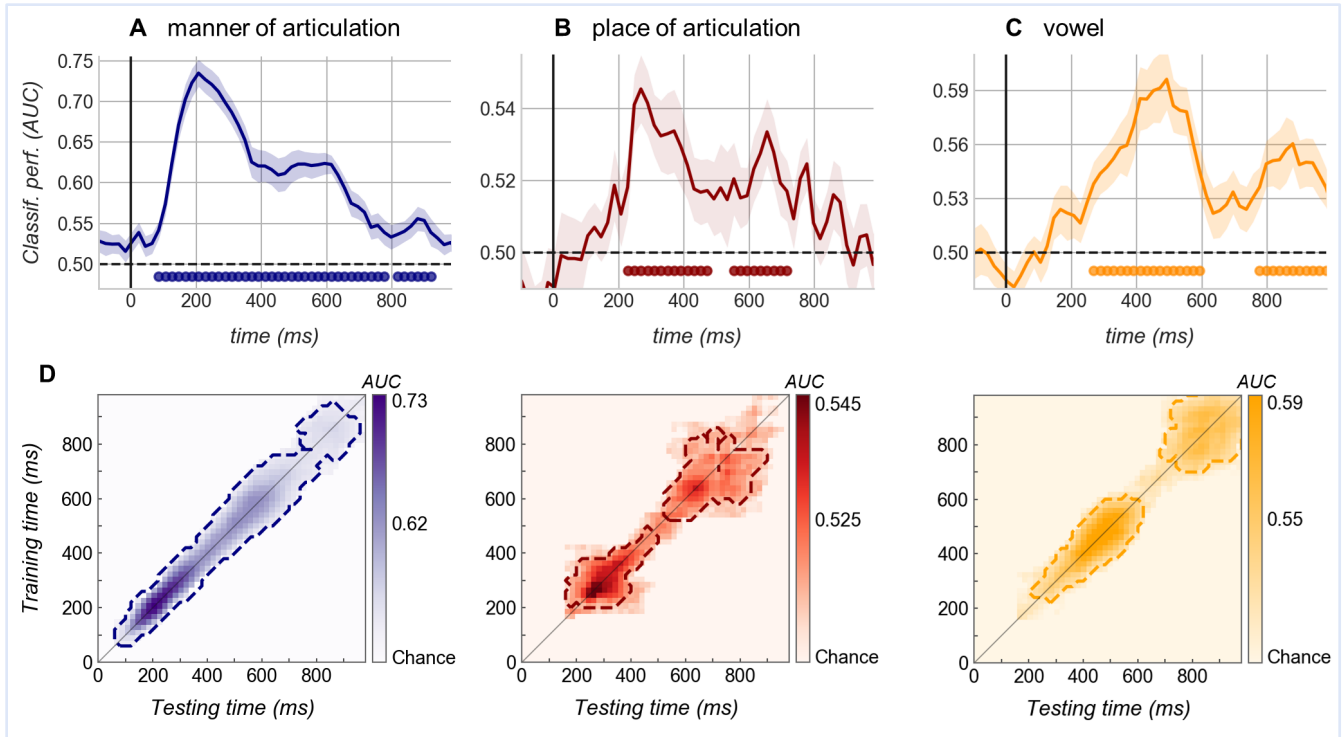 A manner of articulation
B place of articulation
C vowel
Classif. perf. (AUC)
0.75
0.70
0.65
0.60
0.55
0.50
0 200 400 600 800
time (ms)
0.54
0.52
0.50
0 200 400 600 800
time (ms)
0.59
0.56
0.53
0.50
0 200 400 600 800
time (ms)
D
Training time (ms)
800
600
400
200
0
0 200 400 600 800
Testing time (ms)
AUC
0.73
0.62
Chance
800
600
400
200
0
0 200 400 600 800
Testing time (ms)
AUC
0.545
0.525
Chance
800
600
400
200
0
200 400 600 800
Testing time (ms)
AUC
0.59
0.55
Chance